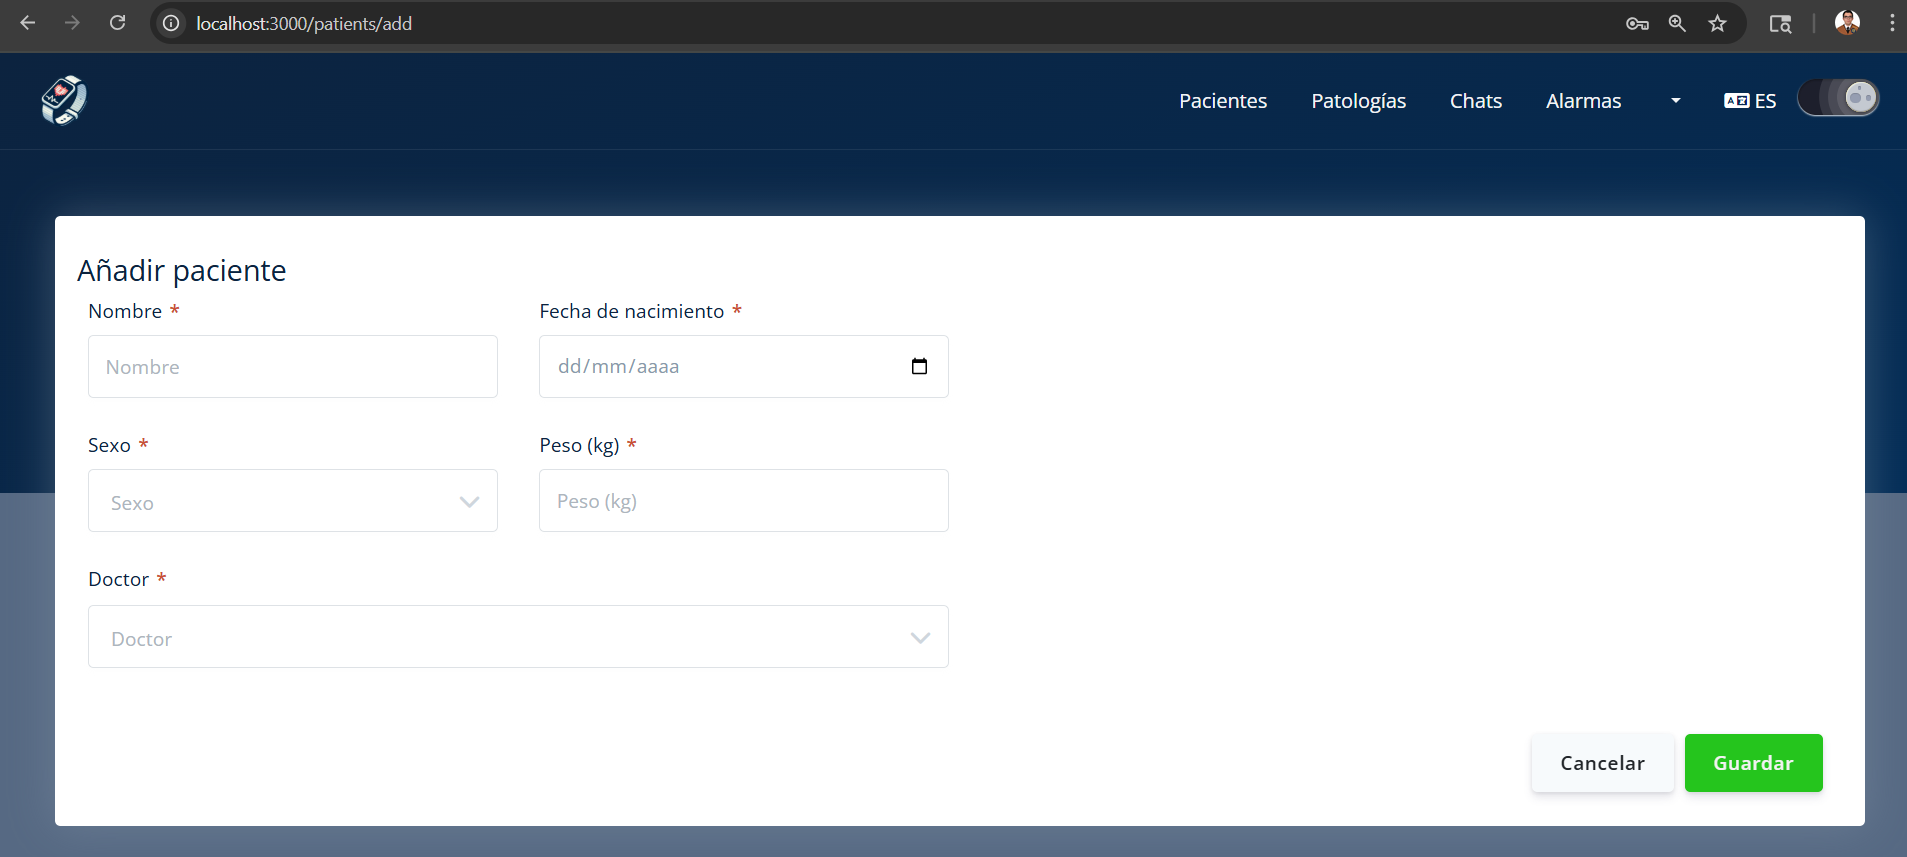 localhost:3000/patients/add
Pacientes Patologías Chats Alarmas ES
Añadir paciente
Nombre * Fecha de nacimiento *
Nombre dd/mm/aaaa
Sexo * Peso (kg) *
Sexo Peso (kg)
Doctor *
Doctor
Cancelar Guardar